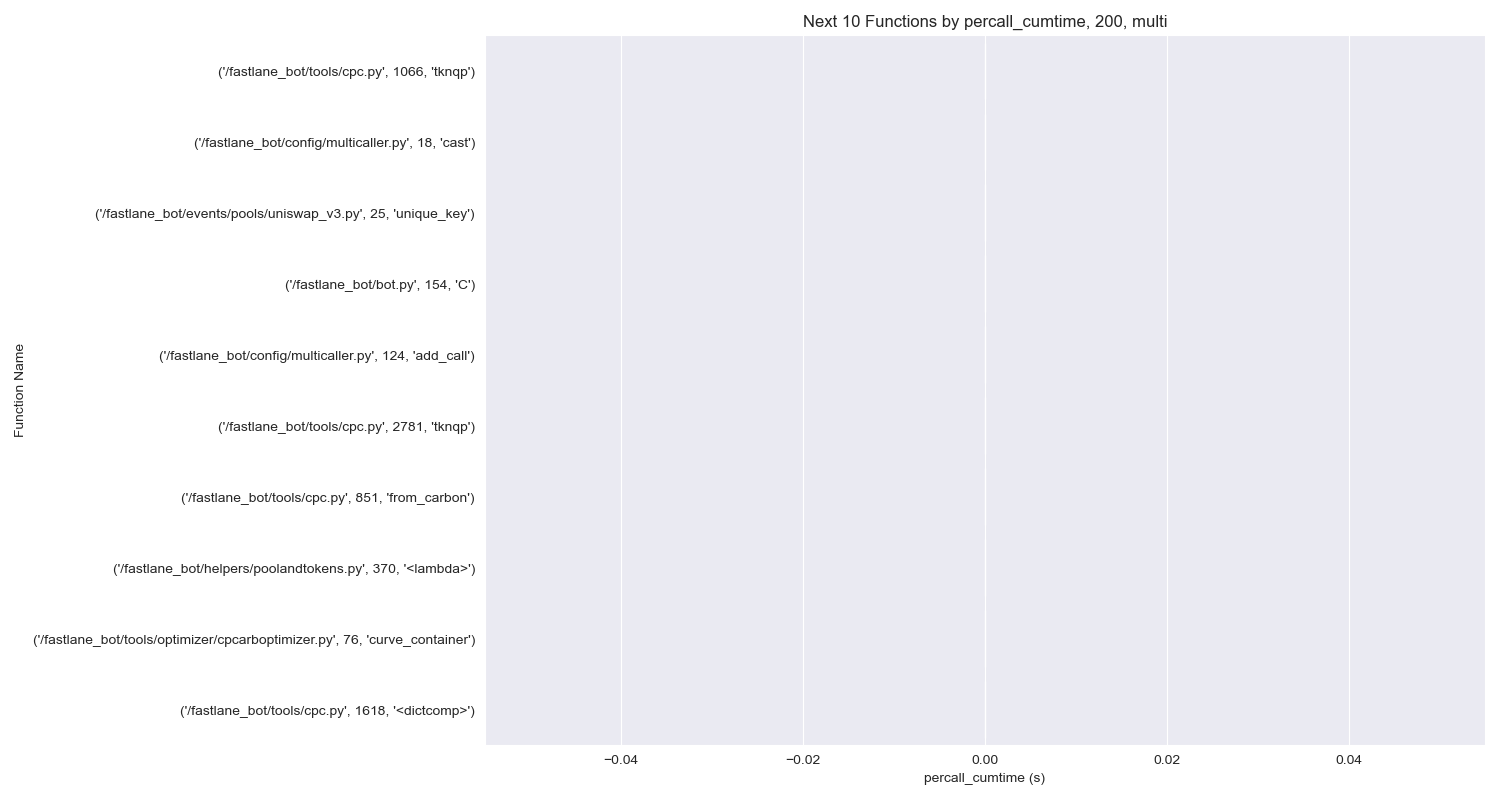 Next 10 Functions by percall_cumtime, 200, multi
('/fastlane_bot/tools/cpc.py', 1066, 'tknqp')
('/fastlane_bot/config/multicaller.py', 18, 'cast')
('/fastlane_bot/events/pools/uniswap_v3.py', 25, 'unique_key')
('/fastlane_bot/bot.py', 154, 'C')
('/fastlane_bot/config/multicaller.py', 124, 'add_call')
('/fastlane_bot/tools/cpc.py', 2781, 'tknqp')
('/fastlane_bot/tools/cpc.py', 851, 'from_carbon')
('/fastlane_bot/helpers/poolandtokens.py', 370, '<lambda>')
('/fastlane_bot/tools/optimizer/cpcarboptimizer.py', 76, 'curve_container')
('/fastlane_bot/tools/cpc.py', 1618, '<dictcomp>')
Function Name
−0.04 −0.02 0.00 0.02 0.04
percall_cumtime (s)